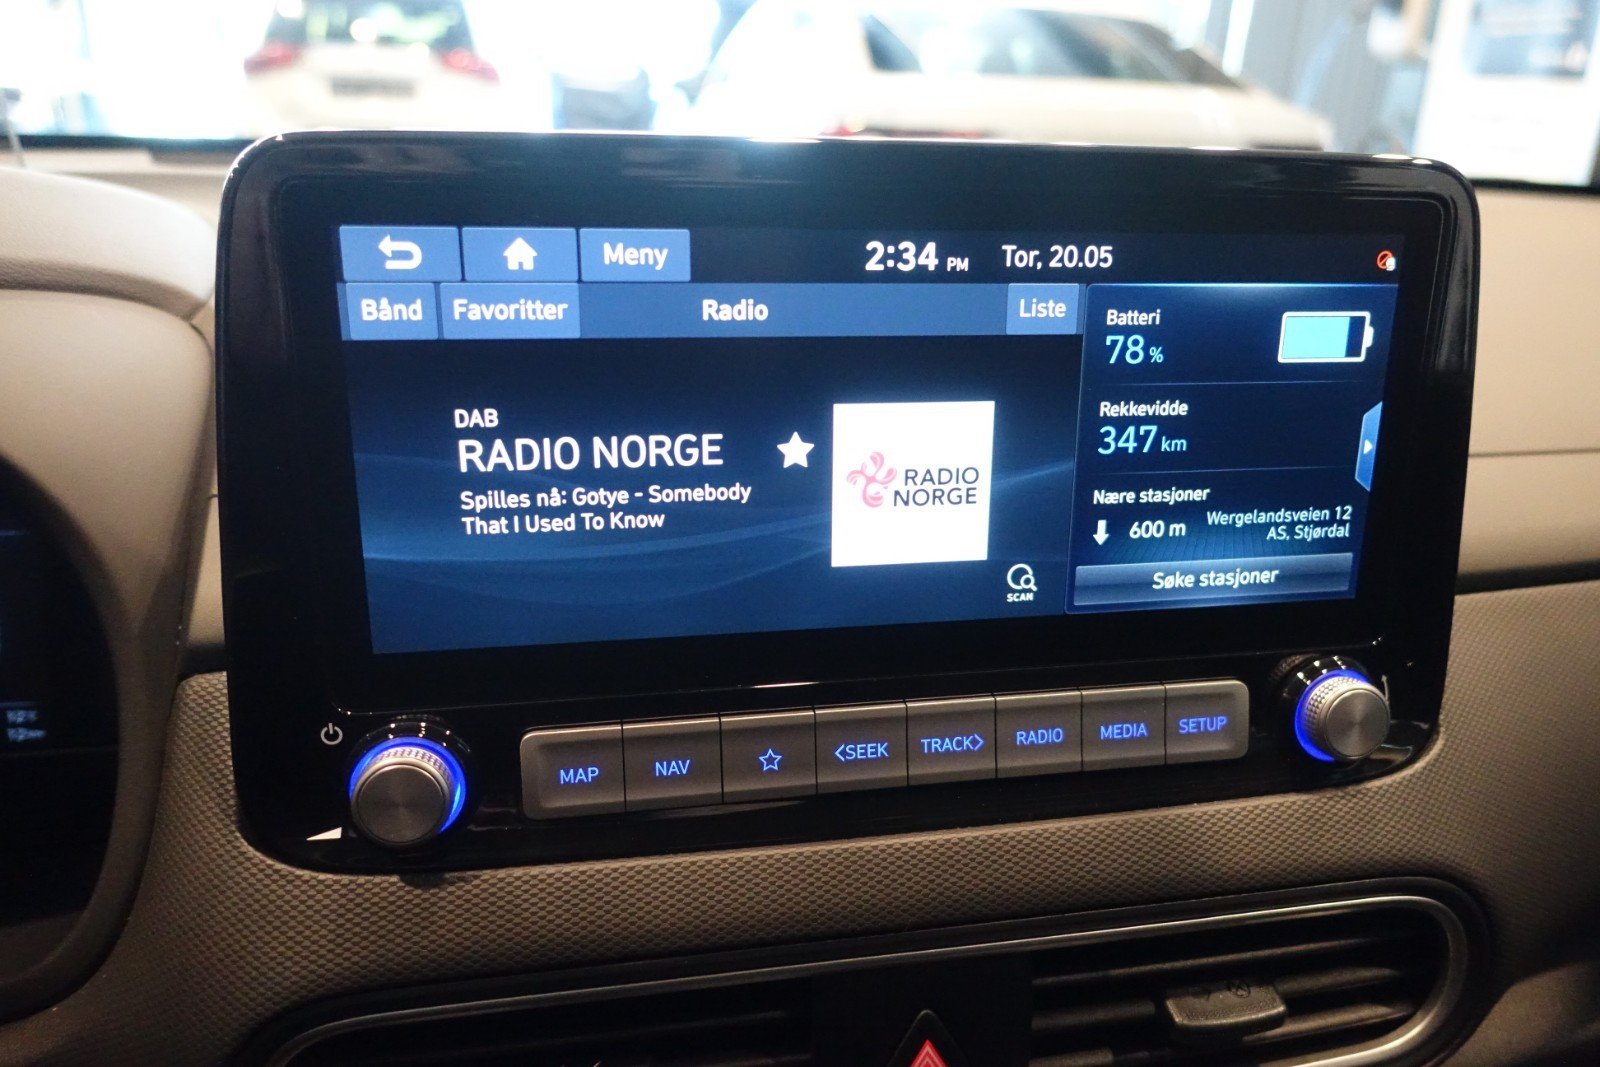 Meny
2:34 PM
Tor, 20.05
Bånd
Favoritter
Radio
Liste
DAB
RADIO NORGE
Spilles nå: Gotye - Somebody
That I Used To Know
RADIO
NORGE
SCAN
Batteri
78 %
Rekkevidde
347 km
Nære stasjoner
600 m
Wergelandsveien 12
AS, Stjørdal
Søke stasjoner
MAP
NAV
<SEEK
TRACK>
RADIO
MEDIA
SETUP